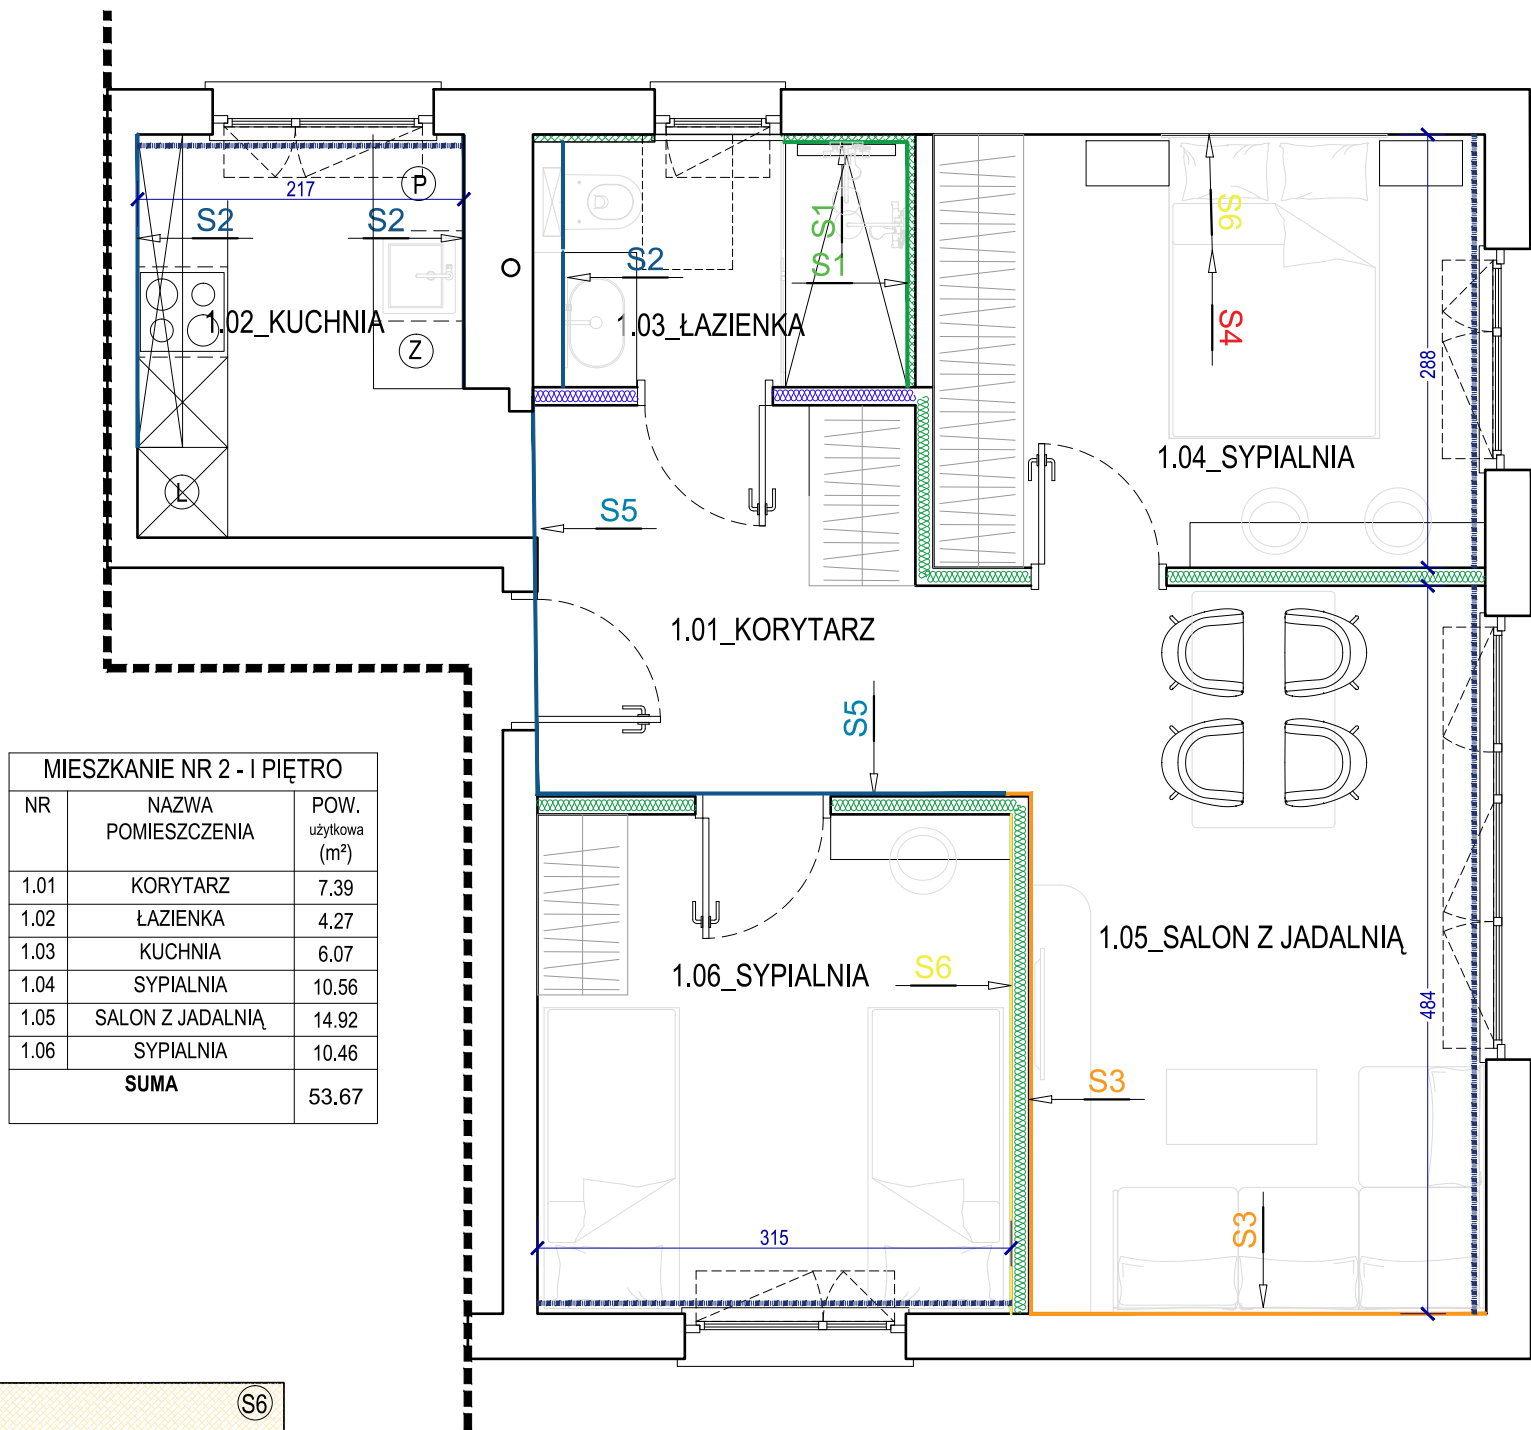 217
P
S2
S2
S2
S1
S1
S6
S4
1.02_KUCHNIA
1.03_ŁAZIENKA
Z
288
1.04_SYPIALNIA
L
S5
1.01_KORYTARZ
S5
MIESZKANIE NR 2 - I PIĘTRO
NR NAZWA POMIESZCZENIA POW. użytkowa (m²)
1.01 KORYTARZ 7.39
1.02 ŁAZIENKA 4.27
1.03 KUCHNIA 6.07
1.04 SYPIALNIA 10.56
1.05 SALON Z JADALNIĄ 14.92
1.06 SYPIALNIA 10.46
SUMA 53.67
1.05_SALON Z JADALNIĄ
1.06_SYPIALNIA
S6
484
S3
S3
315
S6